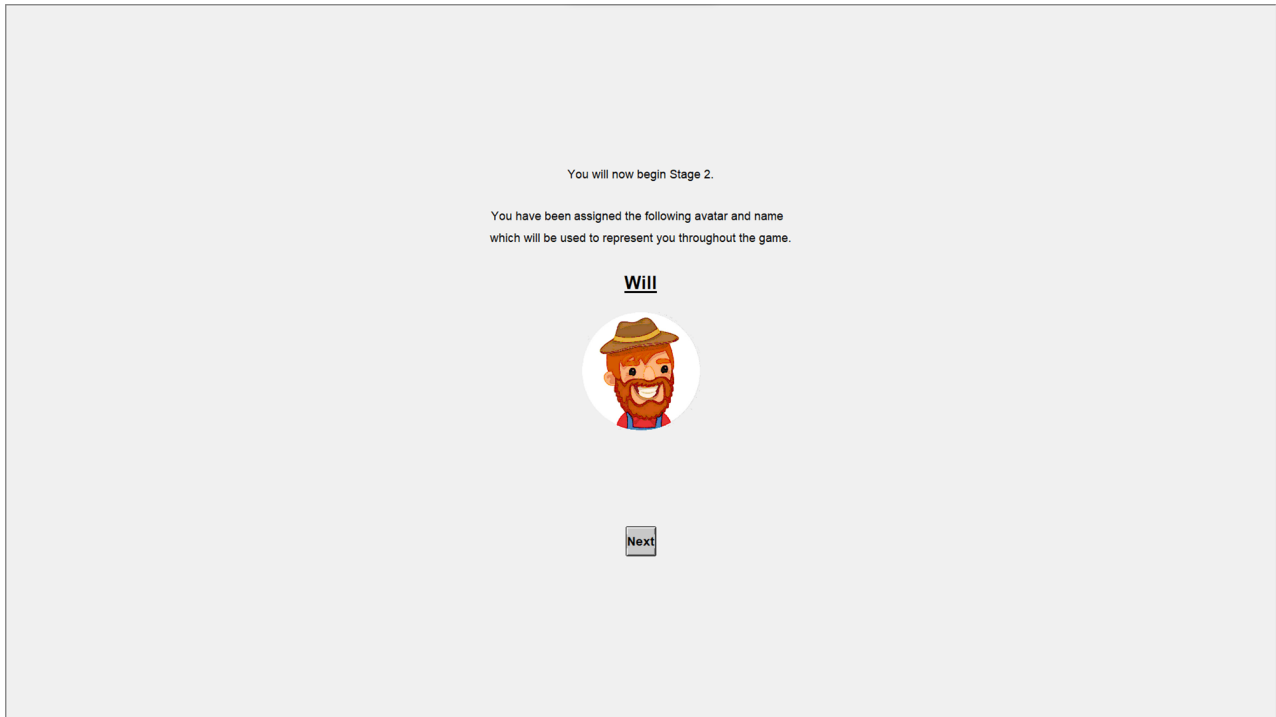 You will now begin Stage 2.
You have been assigned the following avatar and name
which will be used to represent you throughout the game.
Will
Next